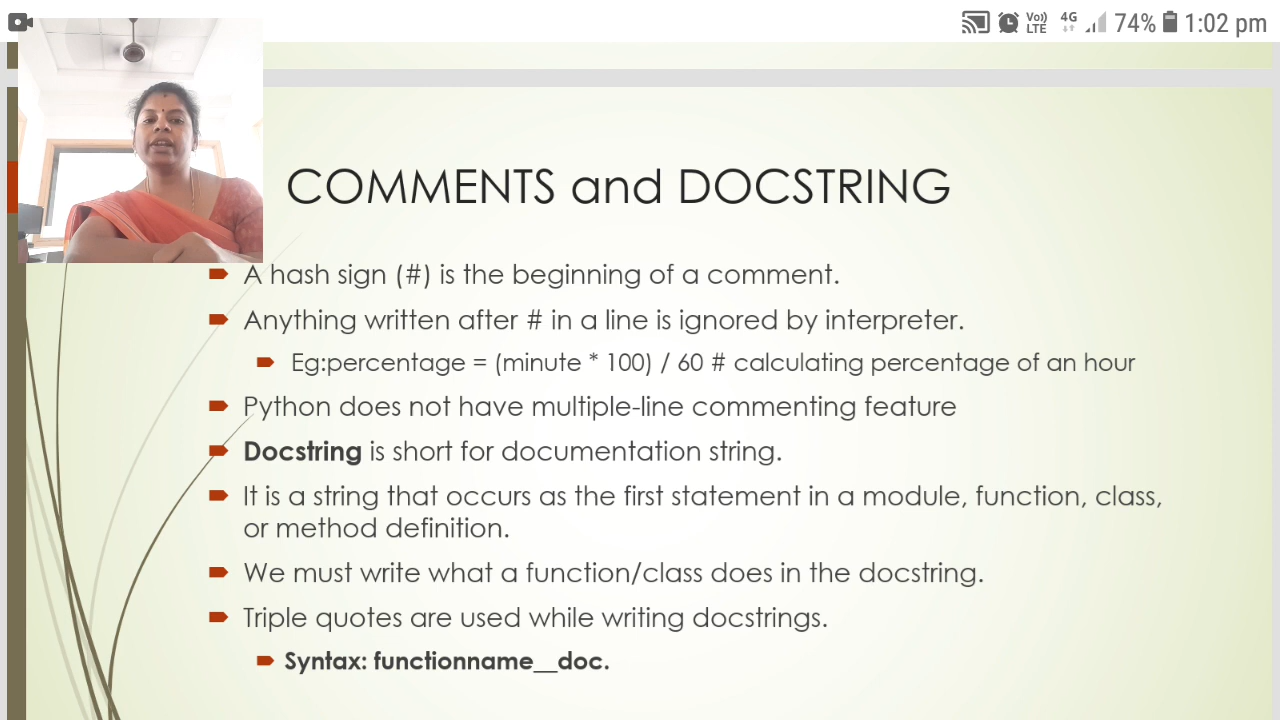 Vo))
LTE
4G
74%
1:02 pm
COMMENTS and DOCSTRING
A hash sign (#) is the beginning of a comment.
Anything written after # in a line is ignored by interpreter.
Eg:percentage = (minute * 100) / 60 # calculating percentage of an hour
Python does not have multiple-line commenting feature
Docstring is short for documentation string.
It is a string that occurs as the first statement in a module, function, class,
or method definition.
We must write what a function/class does in the docstring.
Triple quotes are used while writing docstrings.
Syntax: functionname__doc.